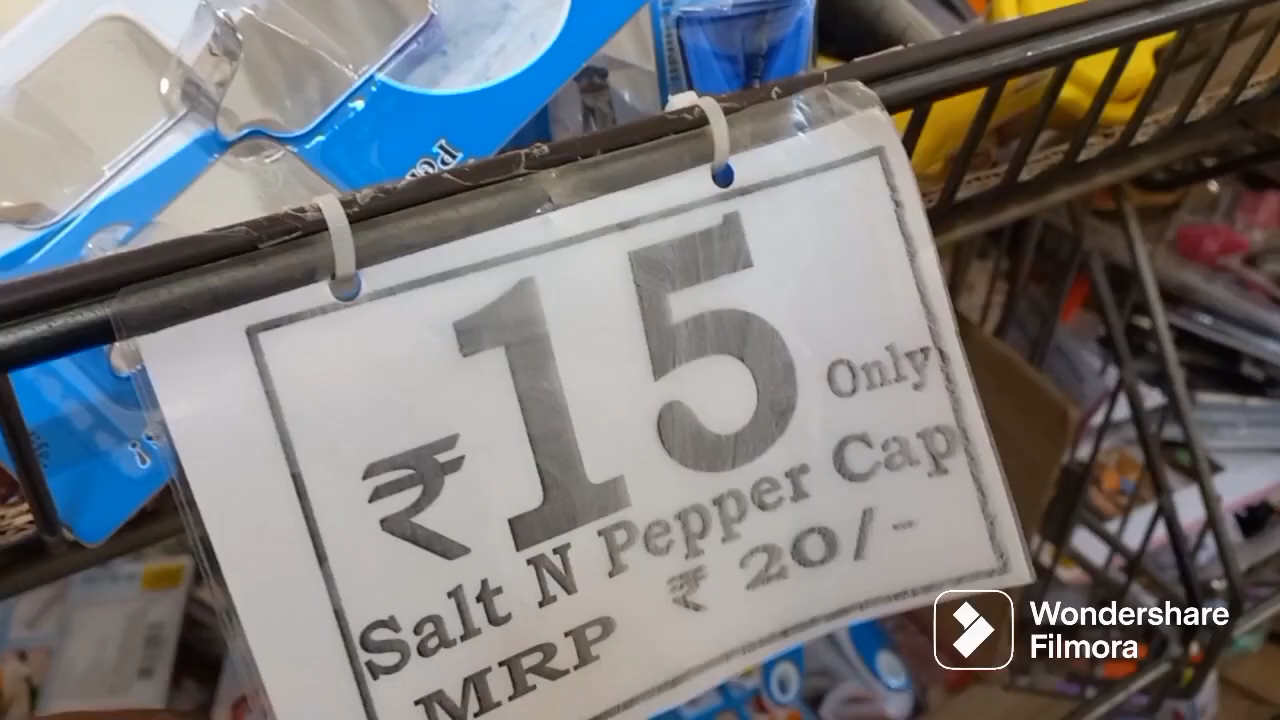 ₹15 Only
Salt N Pepper Cap
MRP ₹ 20/-
Wondershare
Filmora